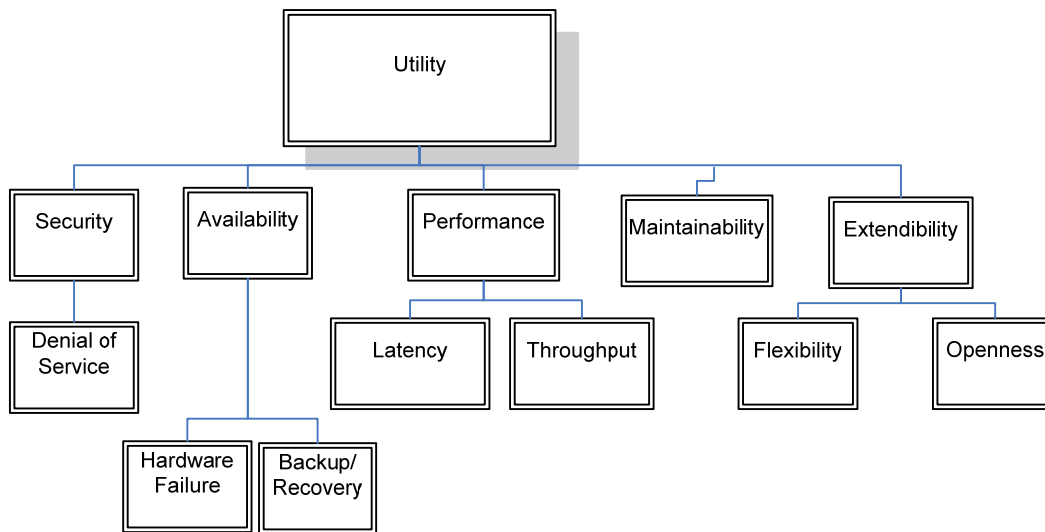 Utility
Security
Availability
Performance
Maintainability
Extendibility
Denial of
Service
Latency
Throughput
Flexibility
Openness
Hardware
Failure
Backup/
Recovery